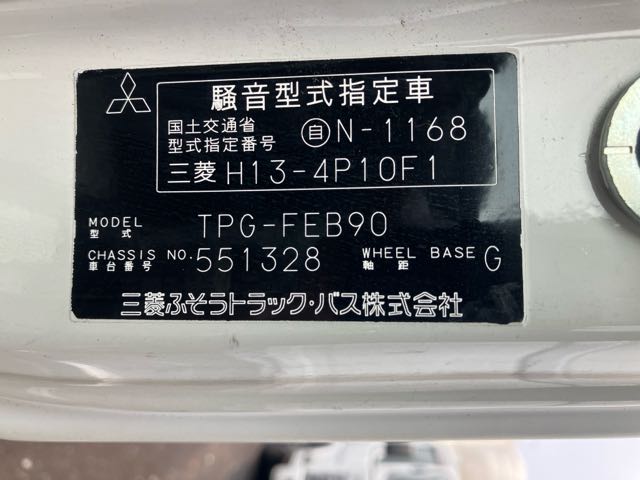 騒音型式指定車
国土交通省
型式指定番号 自N-1168
三菱 H13-4P10F1
MODEL
型式 TPG-FEB90
CHASSIS NO.
車台番号 551328 WHEEL BASE
軸距 G
三菱ふそうトラック・バス株式会社